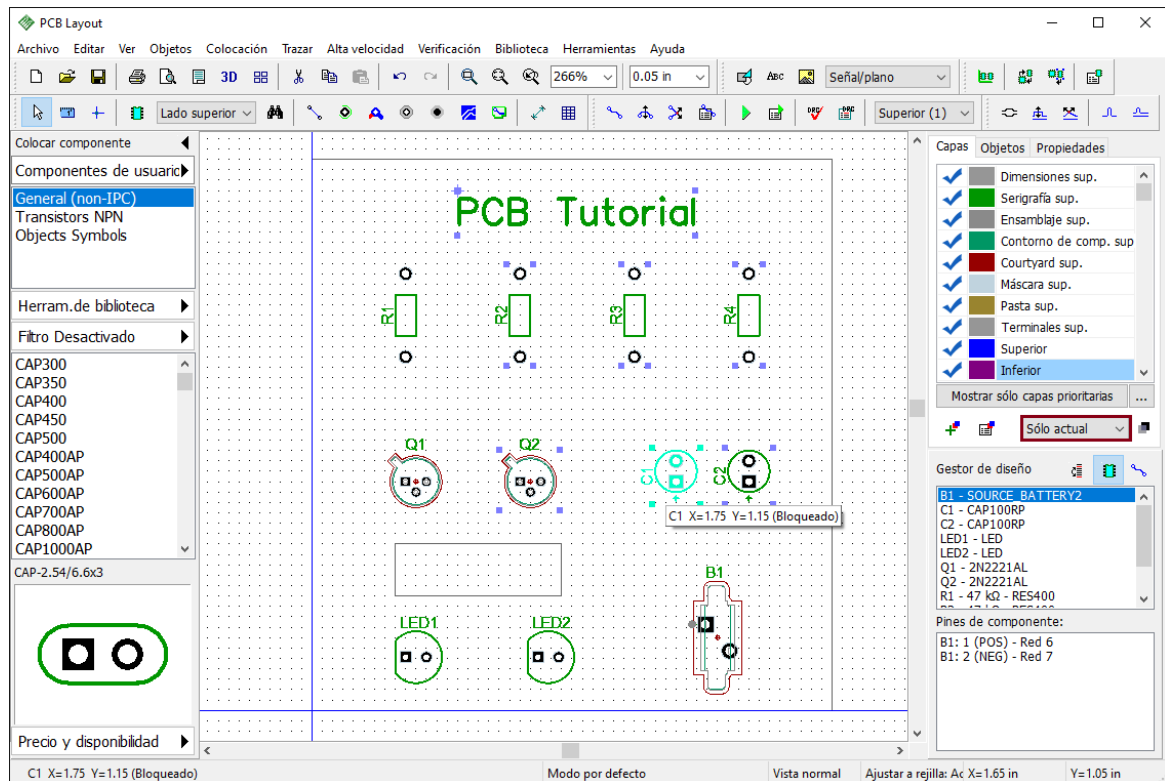 PCB Layout
Archivo Editar Ver Objetos Colocación Trazar Alta velocidad Verificación Biblioteca Herramientas Ayuda
3D 266% 0.05 in ABC Señal/plano
Lado superior Superior (1)
Colocar componente
Componentes de usuario
General (non-IPC)
Transistors NPN
Objects Symbols
Herram.de biblioteca
Filtro Desactivado
CAP300
CAP350
CAP400
CAP450
CAP500
CAP400AP
CAP500AP
CAP600AP
CAP700AP
CAP800AP
CAP1000AP
CAP-2.54/6.6x3
Precio y disponibilidad
PCB Tutorial
R1 R2 R3 R4
Q1 Q2
C1 C2
C1 X=1.75 Y=1.15 (Bloqueado)
B1
LED1 LED2
Capas Objetos Propiedades
Dimensiones sup.
Serigrafía sup.
Ensamblaje sup.
Contorno de comp. sup
Courtyard sup.
Máscara sup.
Pasta sup.
Terminales sup.
Superior
Inferior
Mostrar sólo capas prioritarias ...
Sólo actual
Gestor de diseño
B1 - SOURCE_BATTERY2
C1 - CAP100RP
C2 - CAP100RP
LED1 - LED
LED2 - LED
Q1 - 2N2221AL
Q2 - 2N2221AL
R1 - 47 kΩ - RES400
Pines de componente:
B1: 1 (POS) - Red 6
B1: 2 (NEG) - Red 7
C1 X=1.75 Y=1.15 (Bloqueado) Modo por defecto Vista normal Ajustar a rejilla: Ac X=1.65 in Y=1.05 in